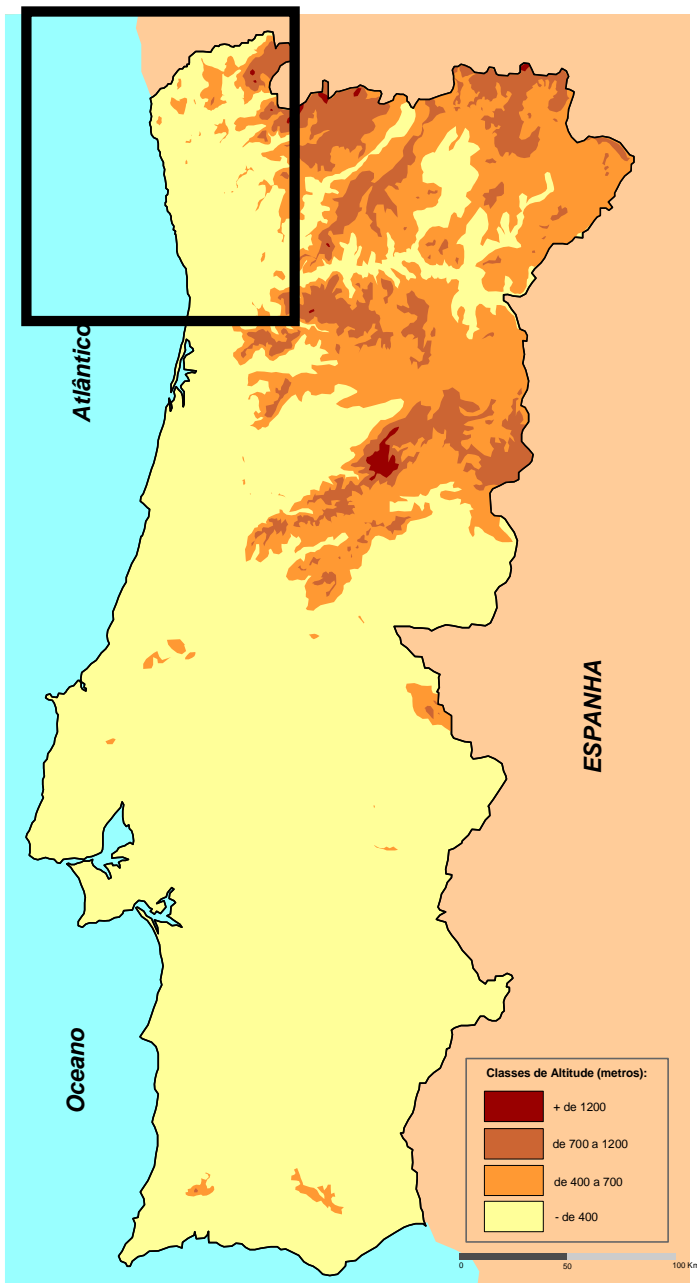 Atlântico
ESPANHA
Oceano
Classes de Altitude (metros):
+ de 1200
de 700 a 1200
de 400 a 700
- de 400
0 50 100 Km